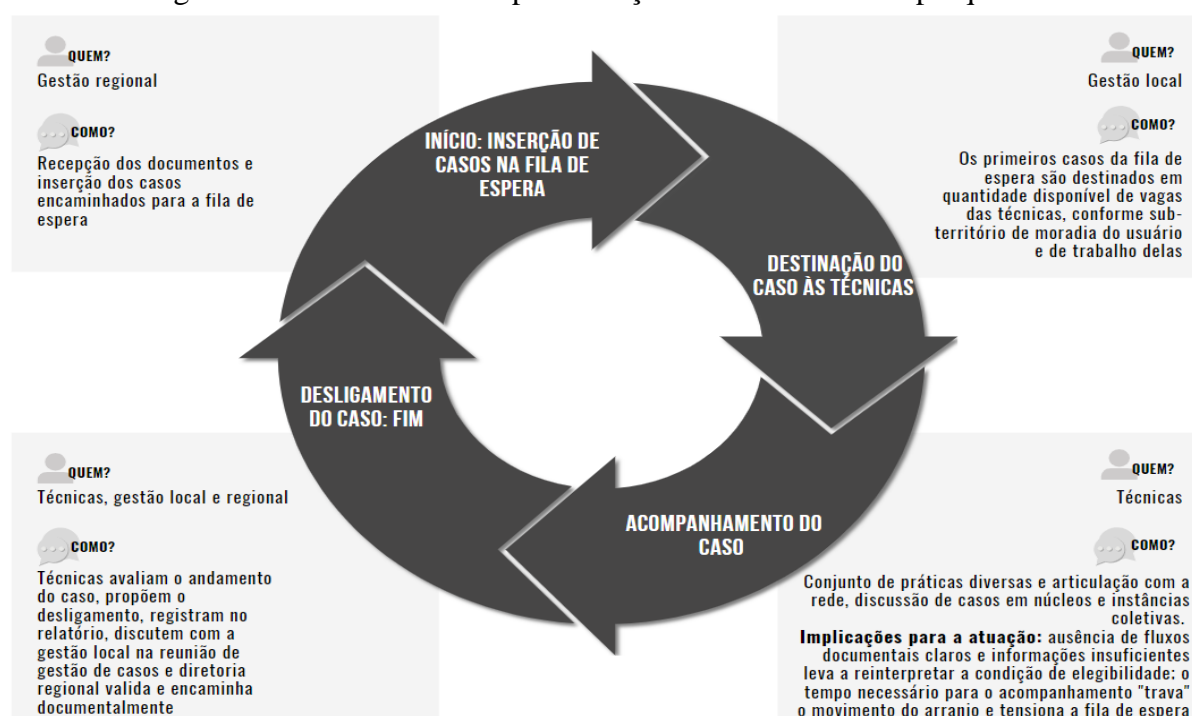 QUEM?
Gestão regional
COMO?
Recepção dos documentos e
inserção dos casos
encaminhados para a fila de
espera
INÍCIO: INSERÇÃO DE
CASOS NA FILA DE
ESPERA
QUEM?
Gestão local
COMO?
Os primeiros casos da fila de
espera são destinados em
quantidade disponível de vagas
das técnicas, conforme sub-
território de moradia do usuário
e de trabalho delas
DESTINAÇÃO DO
CASO ÀS TÉCNICAS
DESLIGAMENTO
DO CASO: FIM
ACOMPANHAMENTO DO
CASO
QUEM?
Técnicas, gestão local e regional
COMO?
Técnicas avaliam o andamento
do caso, propõem o
desligamento, registram no
relatório, discutem com a
gestão local na reunião de
gestão de casos e diretoria
regional valida e encaminha
documentalmente
QUEM?
Técnicas
COMO?
Conjunto de práticas diversas e articulação com a
rede, discussão de casos em núcleos e instâncias
coletivas.
Implicações para a atuação: ausência de fluxos
documentais claros e informações insuficientes
leva a reinterpretar a condição de elegibilidade; o
tempo necessário para o acompanhamento "trava"
o movimento do arranjo e tensiona a fila de espera